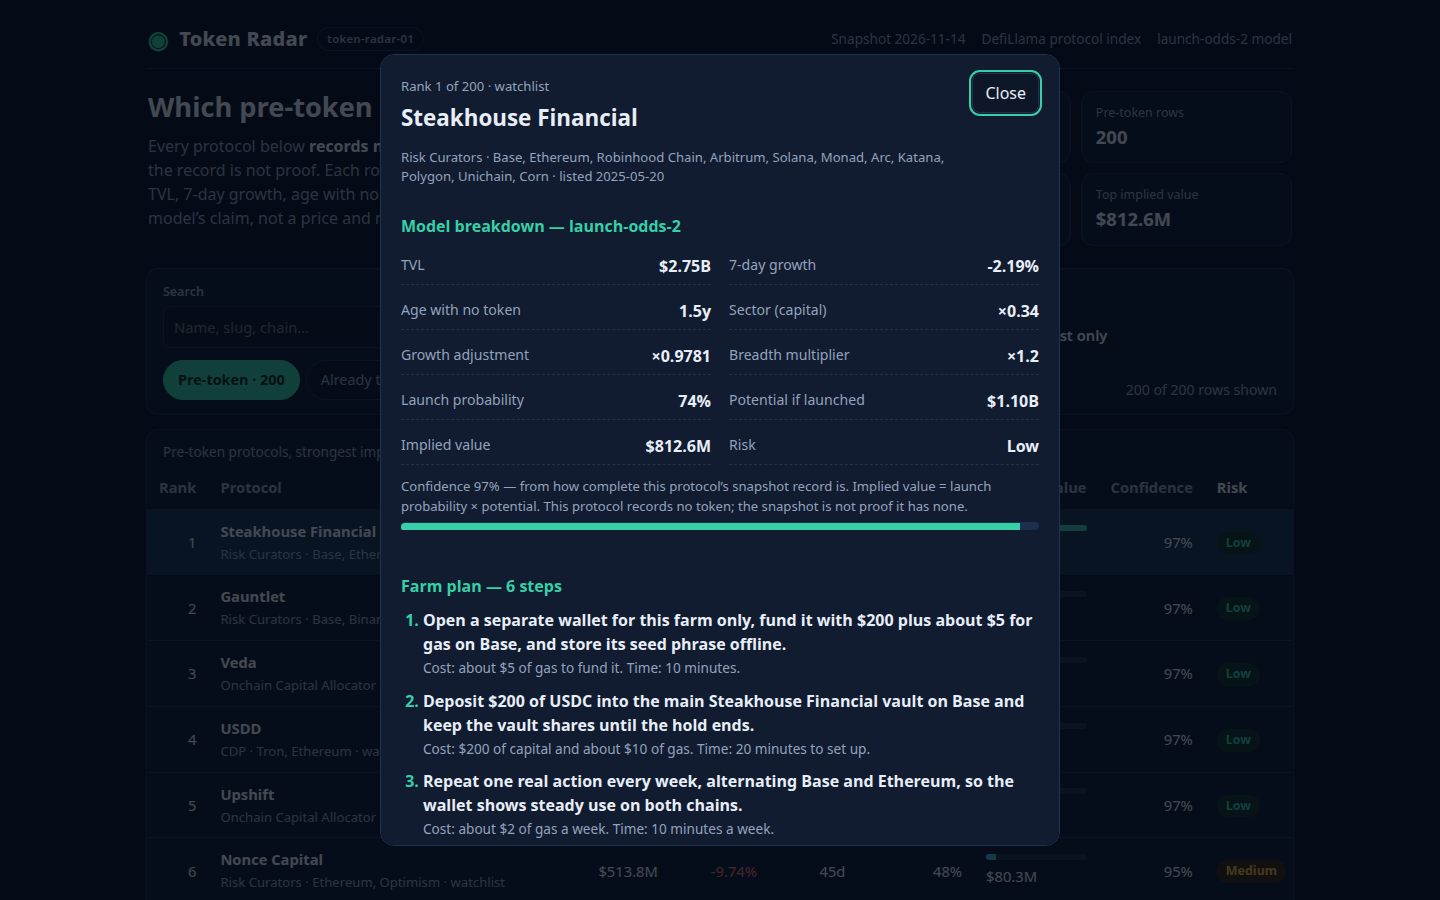 Token Radar
token-radar-01
Snapshot 2026-11-14 DefiLlama protocol index launch-odds-2 model
Which pre-token
Every protocol below records n
the record is not proof. Each ro
TVL, 7-day growth, age with no
model's claim, not a price and n
Pre-token rows
200
Top implied value
$812.6M
Search
Name, slug, chain...
Pre-token · 200
Already t
st only
200 of 200 rows shown
Pre-token protocols, strongest imp
Rank Protocol
alue Confidence Risk
1 Steakhouse Financial 97% Low
Risk Curators · Base, Ether
2 Gauntlet 97% Low
Risk Curators · Base, Binan
3 Veda 97% Low
Onchain Capital Allocator
4 USDD 97% Low
CDP · Tron, Ethereum · wa
5 Upshift 97% Low
Onchain Capital Allocator
6 Nonce Capital $513.8M -9.74% 45d 48% $80.3M 95% Medium
Risk Curators · Ethereum, Optimism · watchlist
Rank 1 of 200 · watchlist
Close
Steakhouse Financial
Risk Curators · Base, Ethereum, Robinhood Chain, Arbitrum, Solana, Monad, Arc, Katana,
Polygon, Unichain, Corn · listed 2025-05-20
Model breakdown — launch-odds-2
TVL $2.75B 7-day growth -2.19%
Age with no token 1.5y Sector (capital) ×0.34
Growth adjustment ×0.9781 Breadth multiplier ×1.2
Launch probability 74% Potential if launched $1.10B
Implied value $812.6M Risk Low
Confidence 97% — from how complete this protocol's snapshot record is. Implied value = launch
probability × potential. This protocol records no token; the snapshot is not proof it has none.
Farm plan — 6 steps
1. Open a separate wallet for this farm only, fund it with $200 plus about $5 for
gas on Base, and store its seed phrase offline.
Cost: about $5 of gas to fund it. Time: 10 minutes.
2. Deposit $200 of USDC into the main Steakhouse Financial vault on Base and
keep the vault shares until the hold ends.
Cost: $200 of capital and about $10 of gas. Time: 20 minutes to set up.
3. Repeat one real action every week, alternating Base and Ethereum, so the
wallet shows steady use on both chains.
Cost: about $2 of gas a week. Time: 10 minutes a week.